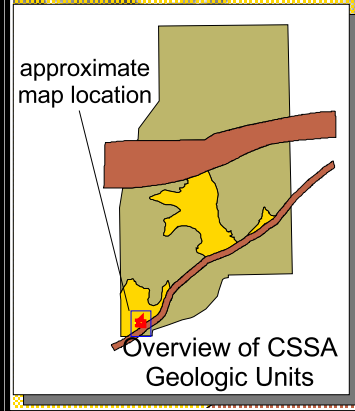 approximate
map location
Overview of CSSA
Geologic Units